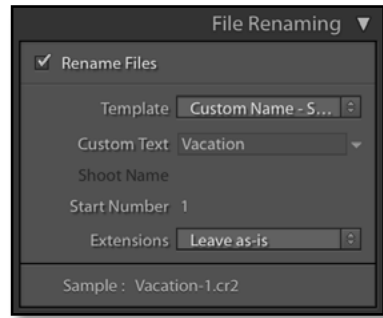 File Renaming ▼
Rename Files
Template Custom Name - S...
Custom Text Vacation
Shoot Name
Start Number 1
Extensions Leave as-is
Sample : Vacation-1.cr2